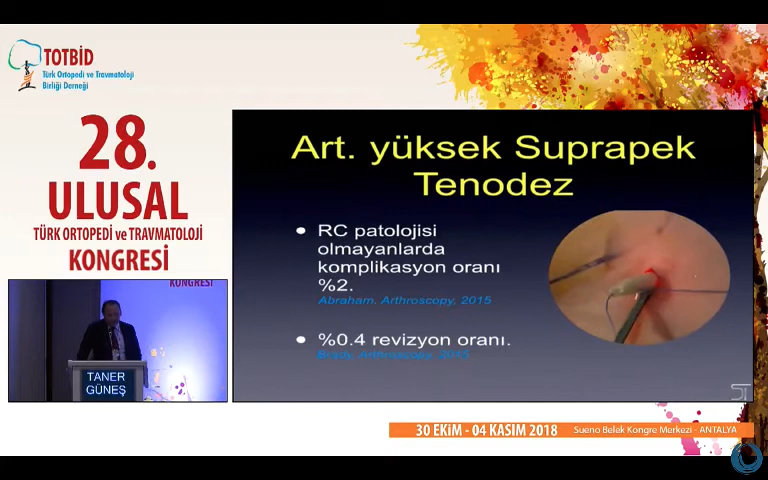 TOTBİD
Türk Ortopedi ve Travmatoloji
Birliği Derneği
28.
ULUSAL
TÜRK ORTOPEDİ ve TRAVMATOLOJİ
KONGRESİ
KONGRESİ
TANER
GÜNEŞ
Art. yüksek Suprapek
Tenodez
RC patolojisi
olmayanlarda
komplikasyon oranı
%2.
Abraham. Arthroscopy, 2015
%0.4 revizyon oranı.
Brady, Arthroscopy, 2015
30 EKİM - 04 KASIM 2018
Sueno Belek Kongre Merkezi - ANTALYA